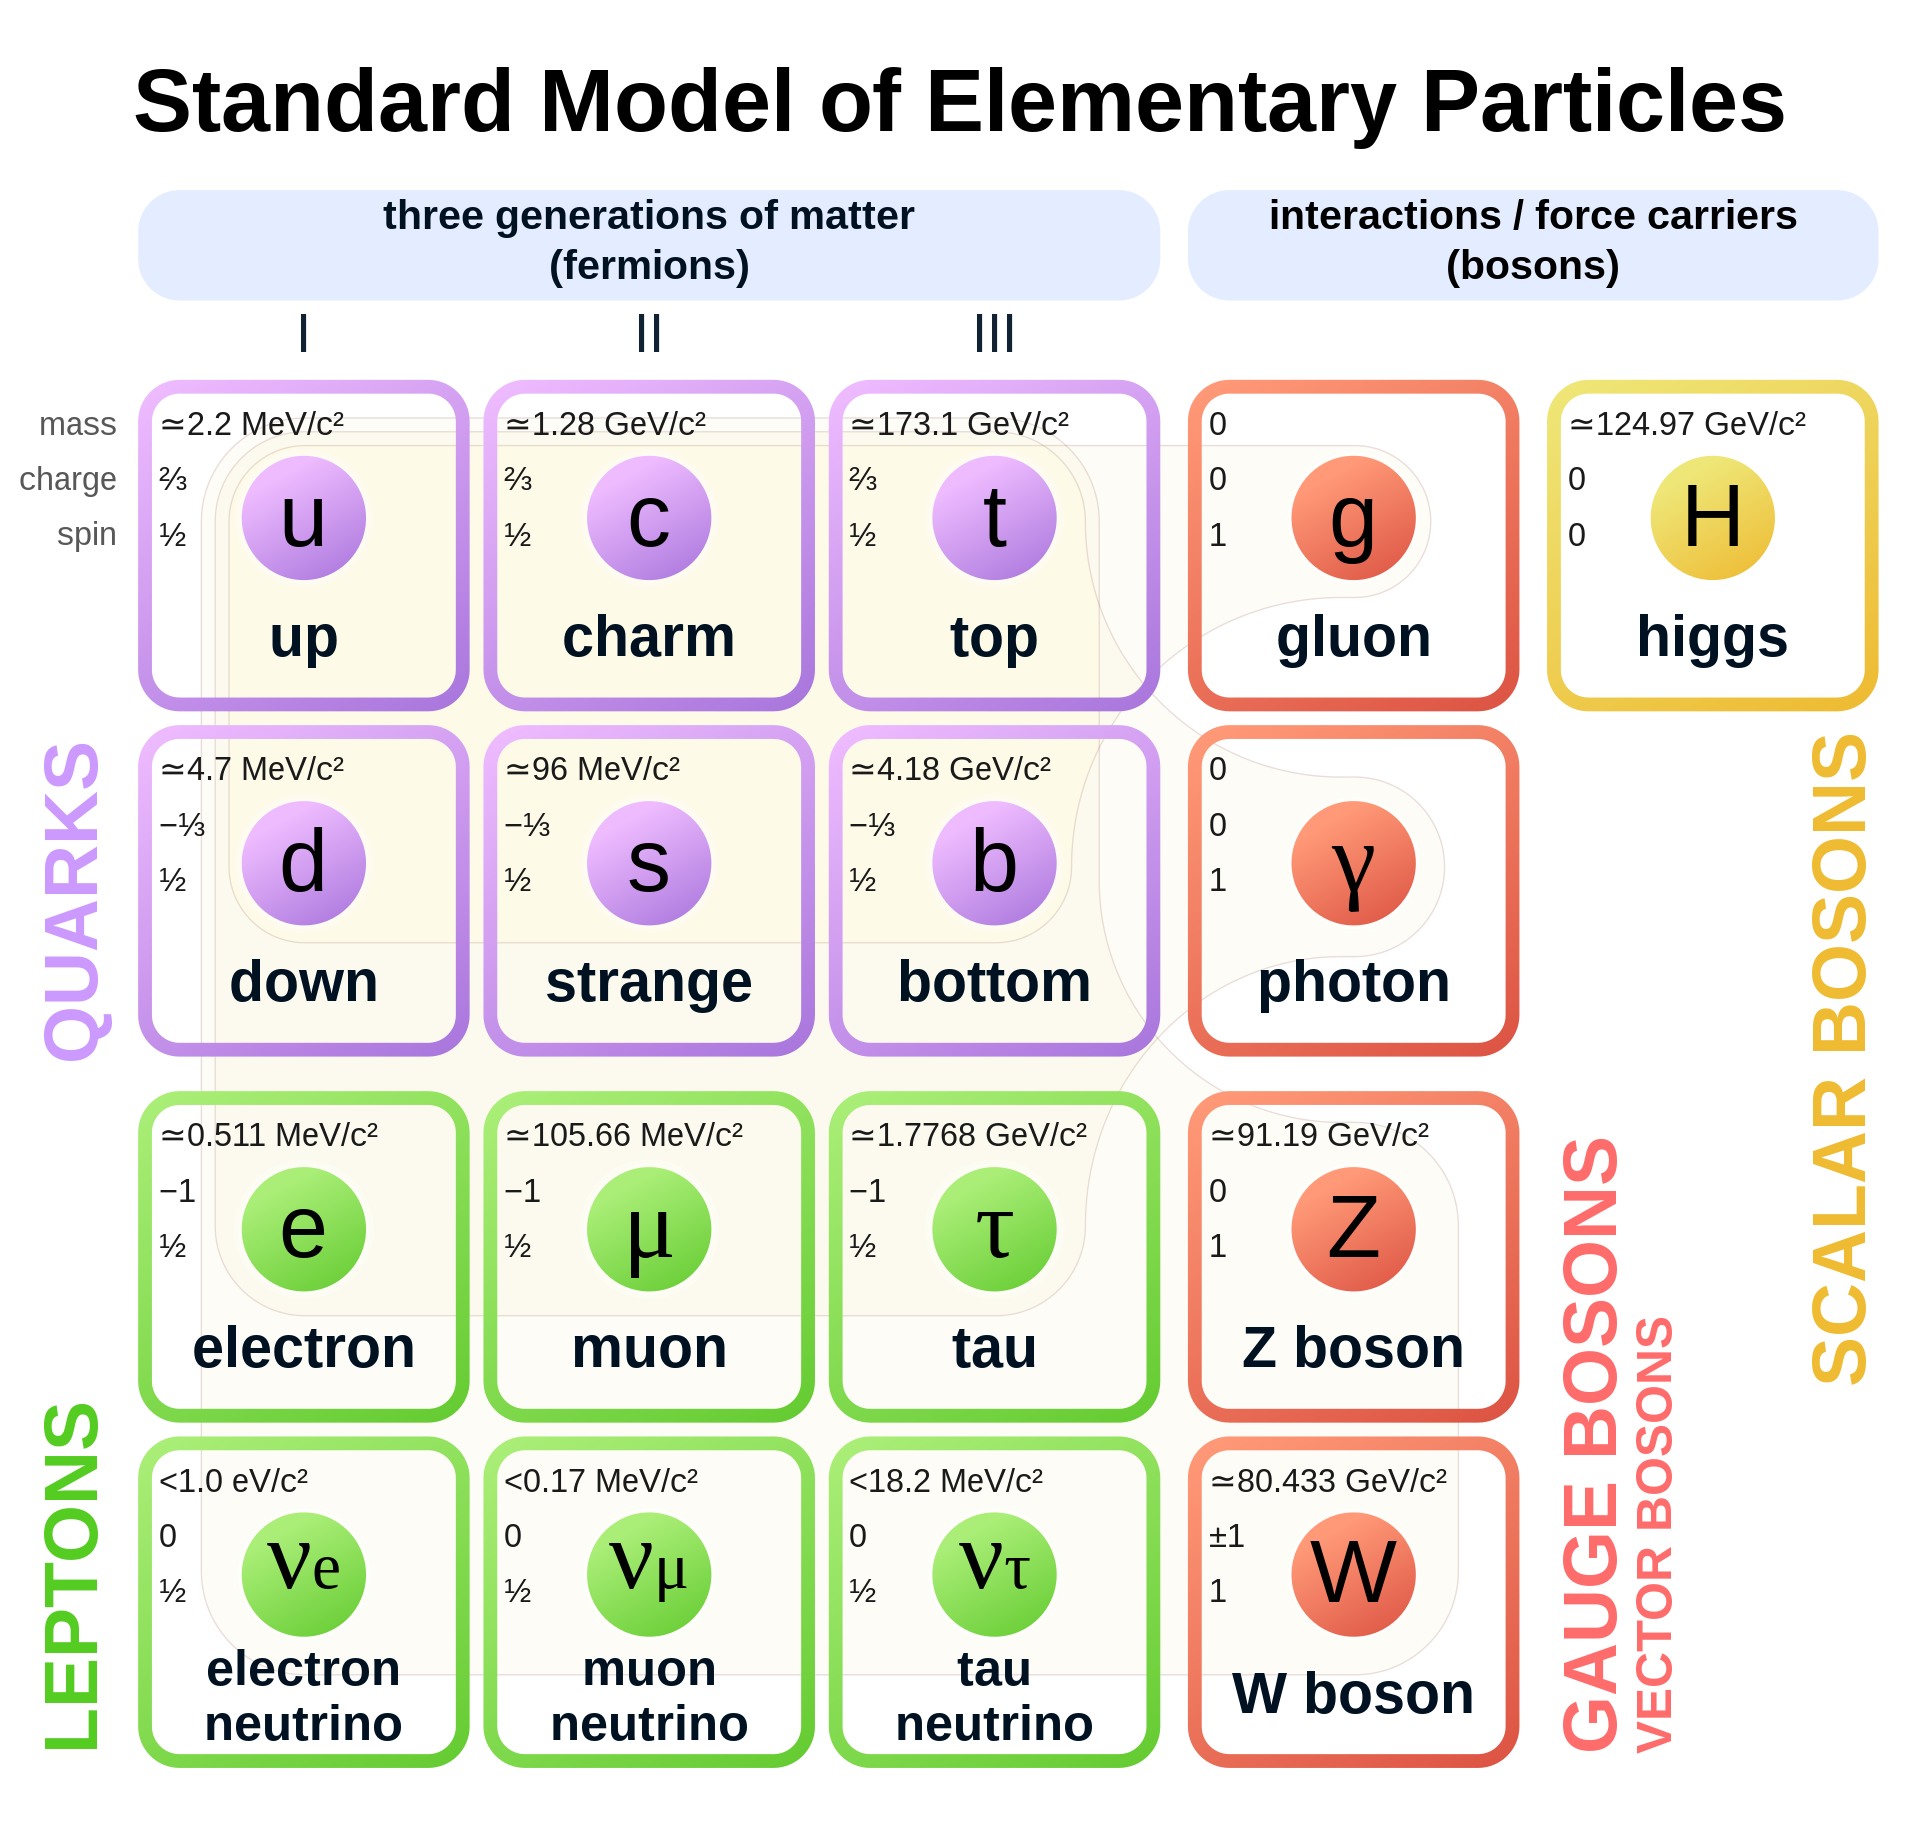 Standard Model of Elementary Particles
three generations of matter
(fermions)
interactions / force carriers
(bosons)
I
II
III
mass
charge
spin
≃2.2 MeV/c²
⅔
½
u
up
≃1.28 GeV/c²
⅔
½
c
charm
≃173.1 GeV/c²
⅔
½
t
top
0
0
1
g
gluon
≃124.97 GeV/c²
0
0
H
higgs
QUARKS
≃4.7 MeV/c²
−⅓
½
d
down
≃96 MeV/c²
−⅓
½
s
strange
≃4.18 GeV/c²
−⅓
½
b
bottom
0
0
1
γ
photon
SCALAR BOSONS
LEPTONS
≃0.511 MeV/c²
−1
½
e
electron
≃105.66 MeV/c²
−1
½
μ
muon
≃1.7768 GeV/c²
−1
½
τ
tau
≃91.19 GeV/c²
0
1
Z
Z boson
GAUGE BOSONS
VECTOR BOSONS
<1.0 eV/c²
0
½
νe
electron
neutrino
<0.17 MeV/c²
0
½
νμ
muon
neutrino
<18.2 MeV/c²
0
½
ντ
tau
neutrino
≃80.433 GeV/c²
±1
1
W
W boson